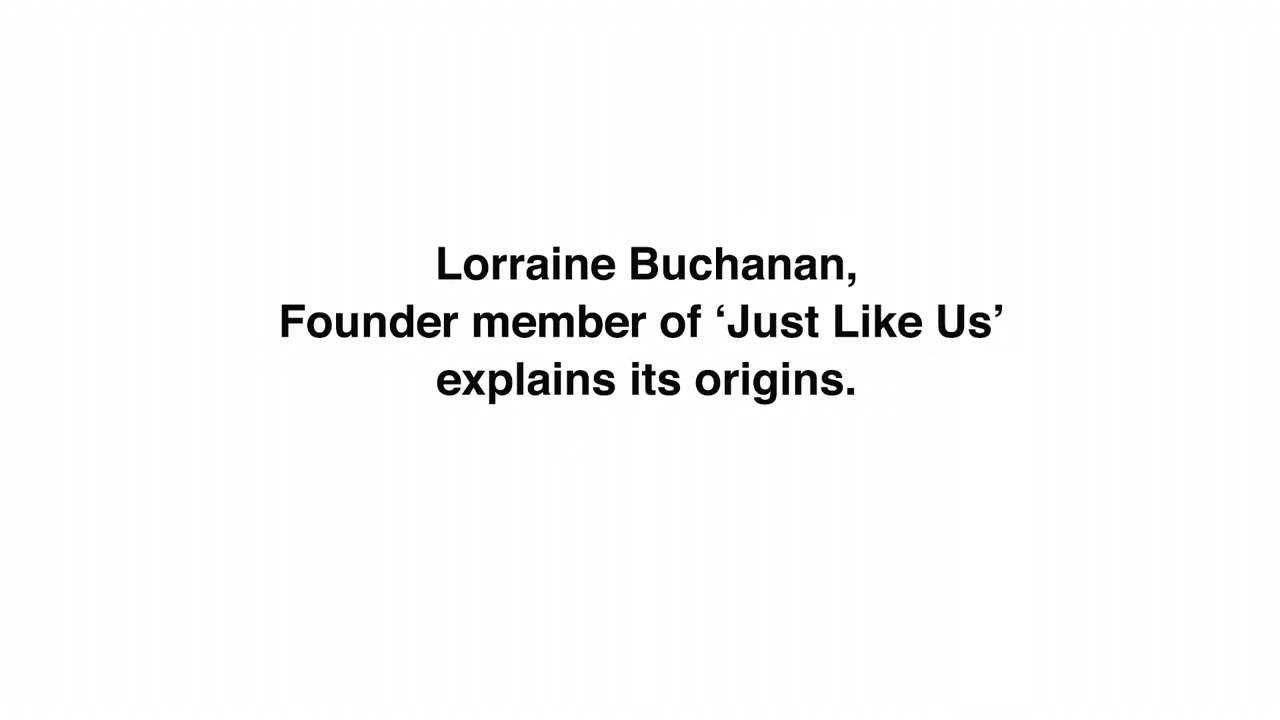 Lorraine Buchanan,
Founder member of ‘Just Like Us’
explains its origins.